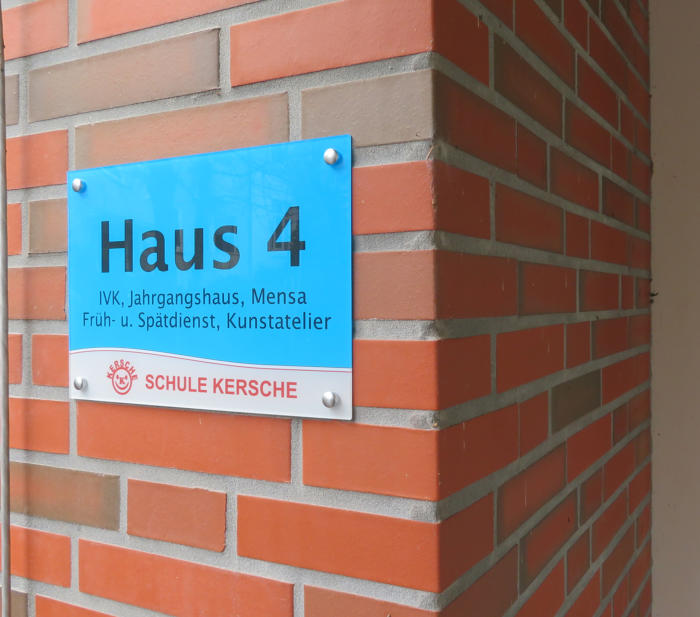 Haus 4
IVK, Jahrgangshaus, Mensa
Früh- u. Spätdienst, Kunstatelier
KERSCHE
K
SCHULE KERSCHE